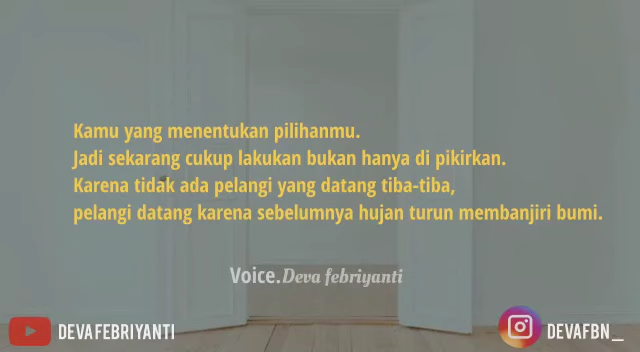 Kamu yang menentukan pilihanmu.
Jadi sekarang cukup lakukan bukan hanya di pikirkan.
Karena tidak ada pelangi yang datang tiba-tiba,
pelangi datang karena sebelumnya hujan turun membanjiri bumi.
Voice.Deva febriyanti
DEVAFEBRIYANTI
DEVAFBN_